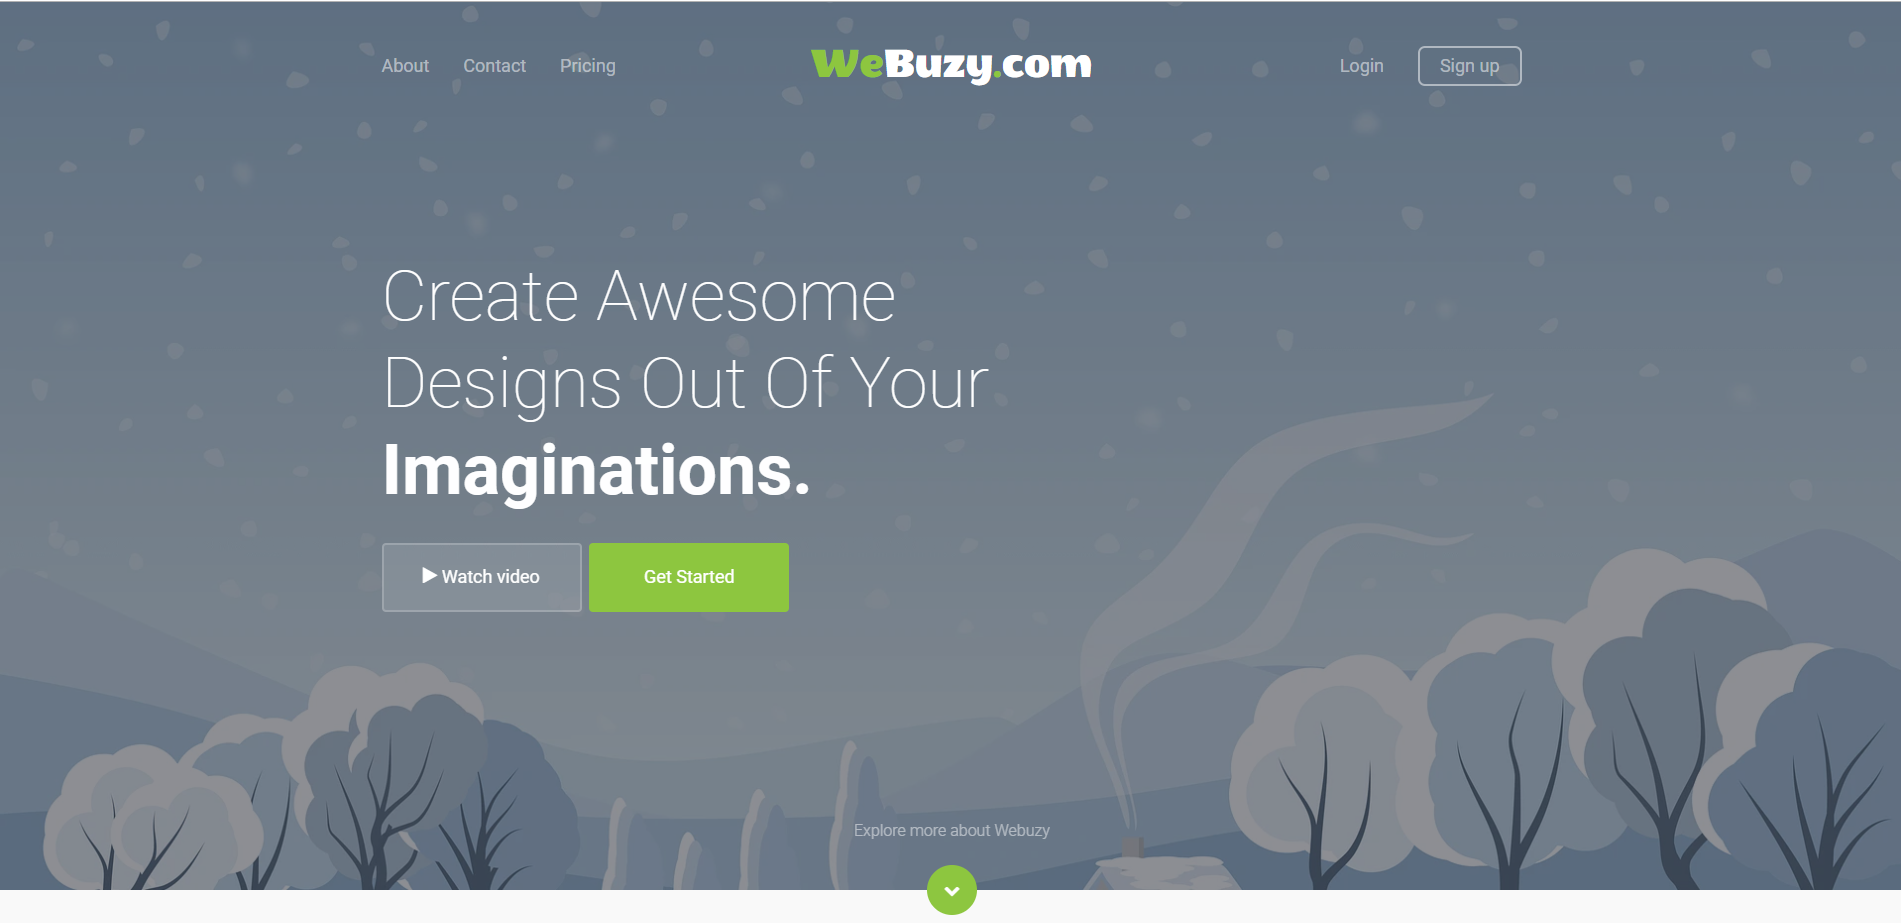 About Contact Pricing WeBuzy.com Login Sign up
Create Awesome
Designs Out Of Your
Imaginations.
Watch video Get Started
Explore more about Webuzy